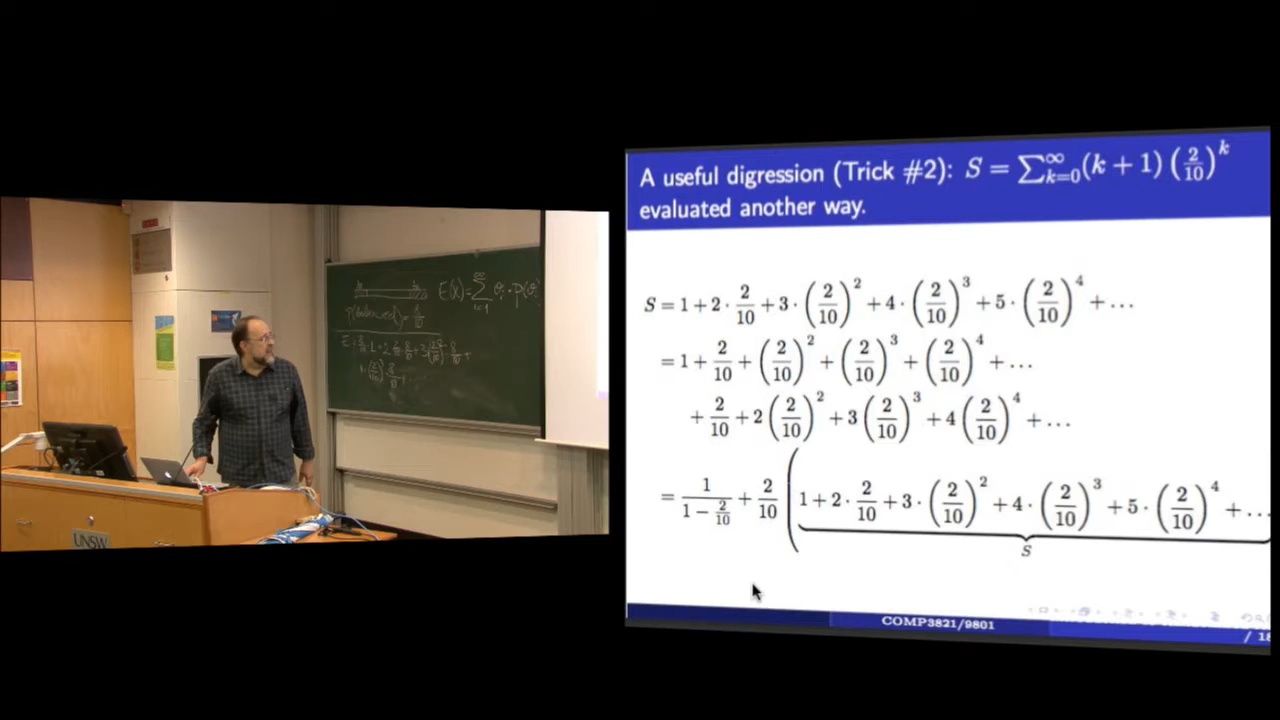 A useful digression (Trick #2): S = ∑_{k=0}^{∞}(k + 1) (2/10)^k
evaluated another way.
S = 1 + 2 · 2/10 + 3 · (2/10)^2 + 4 · (2/10)^3 + 5 · (2/10)^4 + …
= 1 + 2/10 + (2/10)^2 + (2/10)^3 + (2/10)^4 + …
+ 2/10 + 2 (2/10)^2 + 3 (2/10)^3 + 4 (2/10)^4 + …
= 1/(1 − 2/10) + 2/10 (1 + 2 · 2/10 + 3 · (2/10)^2 + 4 · (2/10)^3 + 5 · (2/10)^4 + …
S
COMP3821/9801
/ 18
E(X) = ∑_{i=1}^{∞}
= 8/10
UNSW